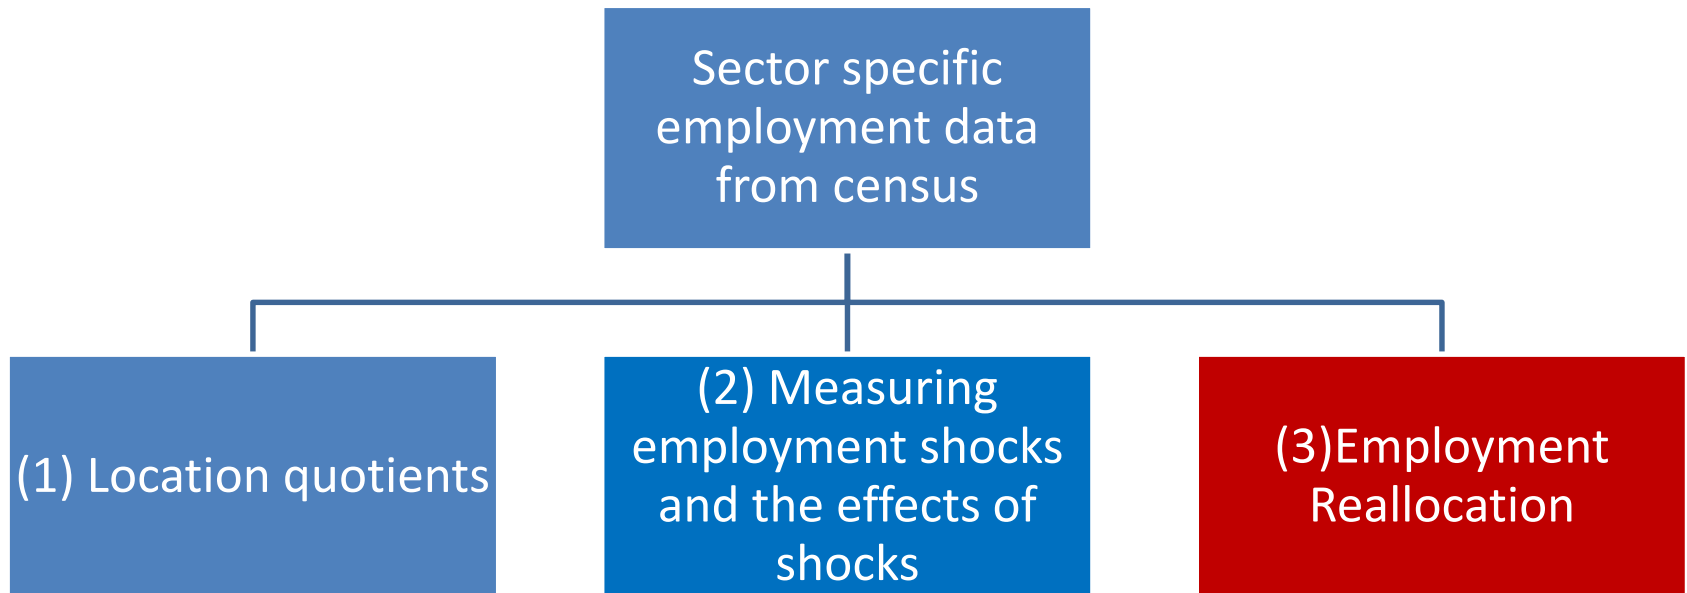 Sector specific
employment data
from census
(1) Location quotients
(2) Measuring
employment shocks
and the effects of
shocks
(3)Employment
Reallocation